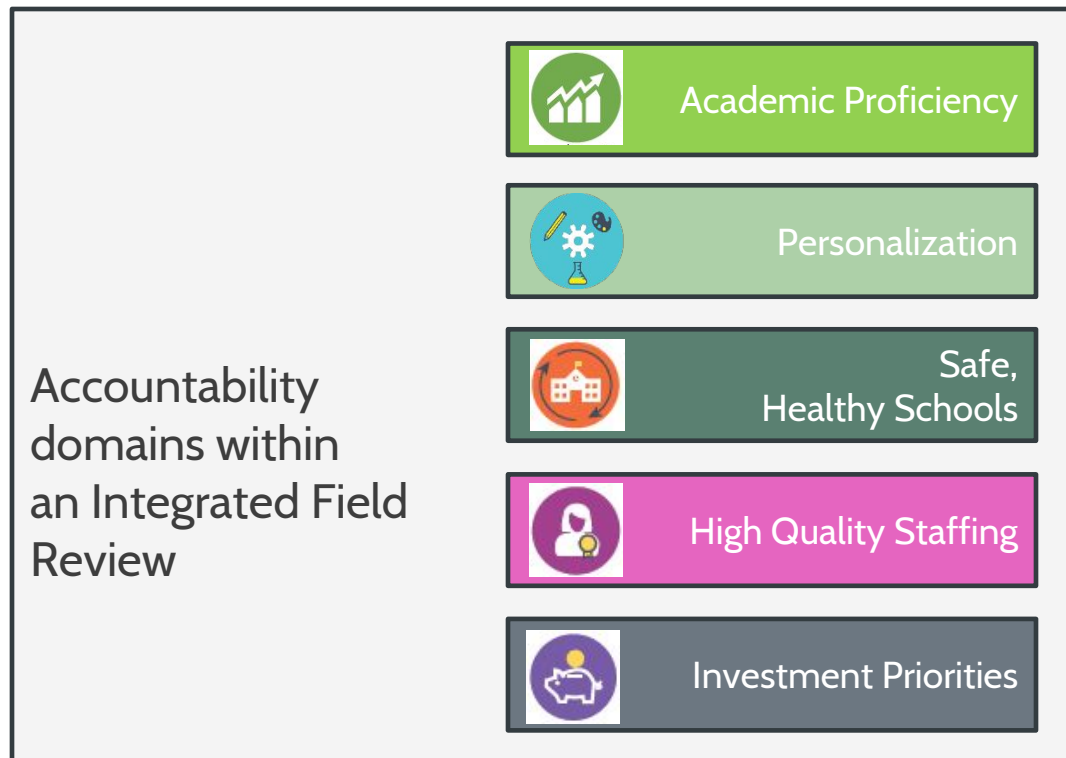 Accountability
domains within
an Integrated Field
Review
Academic Proficiency
Personalization
Safe,
Healthy Schools
High Quality Staffing
Investment Priorities